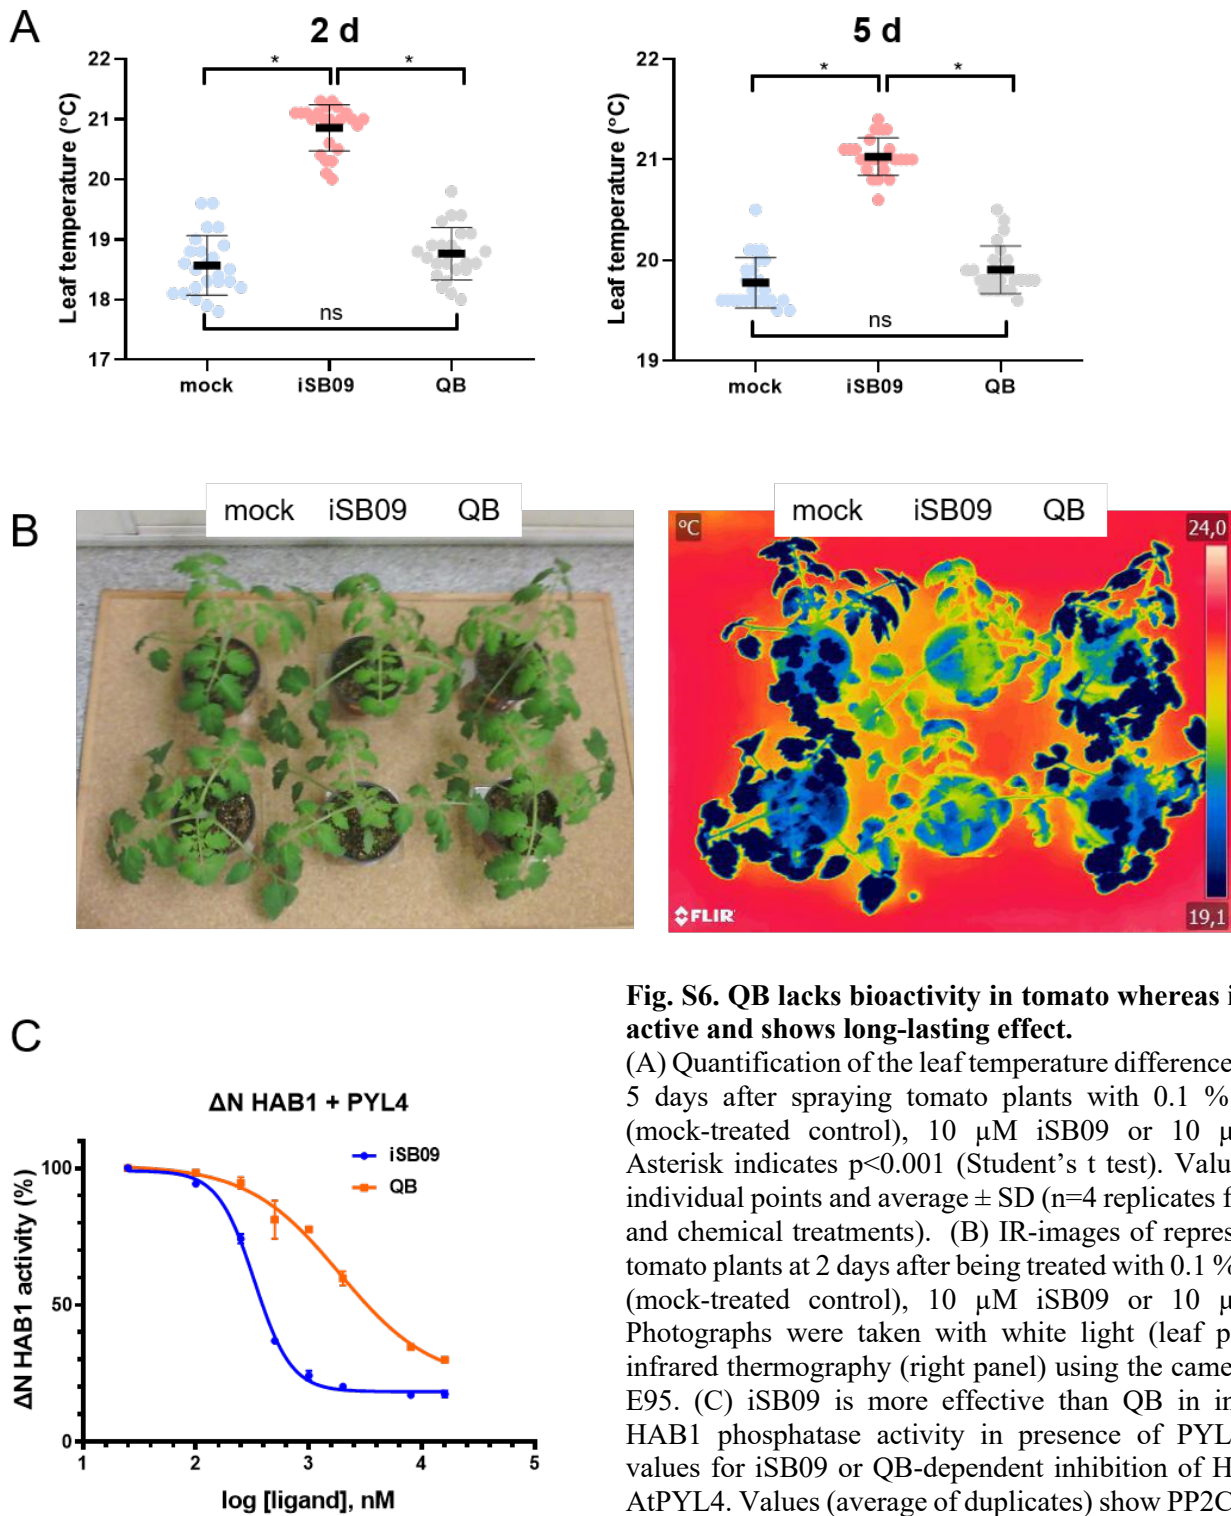 A
2 d
Leaf temperature (°C)
22
21
20
19
18
17
*
*
ns
mock
iSB09
QB
5 d
Leaf temperature (°C)
22
21
20
19
*
*
ns
mock
iSB09
QB
B
mock iSB09 QB
mock iSB09 QB
°C
24,0
19,1
FLIR
C
ΔN HAB1 + PYL4
ΔN HAB1 activity (%)
100
50
0
iSB09
QB
1
2
3
4
5
log [ligand], nM
Fig. S6. QB lacks bioactivity in tomato whereas
active and shows long-lasting effect.
(A) Quantification of the leaf temperature difference
5 days after spraying tomato plants with 0.1 %
(mock-treated control), 10 μM iSB09 or 10
Asterisk indicates p<0.001 (Student's t test).
individual points and average ± SD (n=4 replicates
and chemical treatments). (B) IR-images of
tomato plants at 2 days after being treated with 0.1 %
(mock-treated control), 10 μM iSB09 or 10
Photographs were taken with white light (leaf
infrared thermography (right panel) using the
E95. (C) iSB09 is more effective than QB in
HAB1 phosphatase activity in presence of
values for iSB09 or QB-dependent inhibition of
AtPYL4. Values (average of duplicates) show